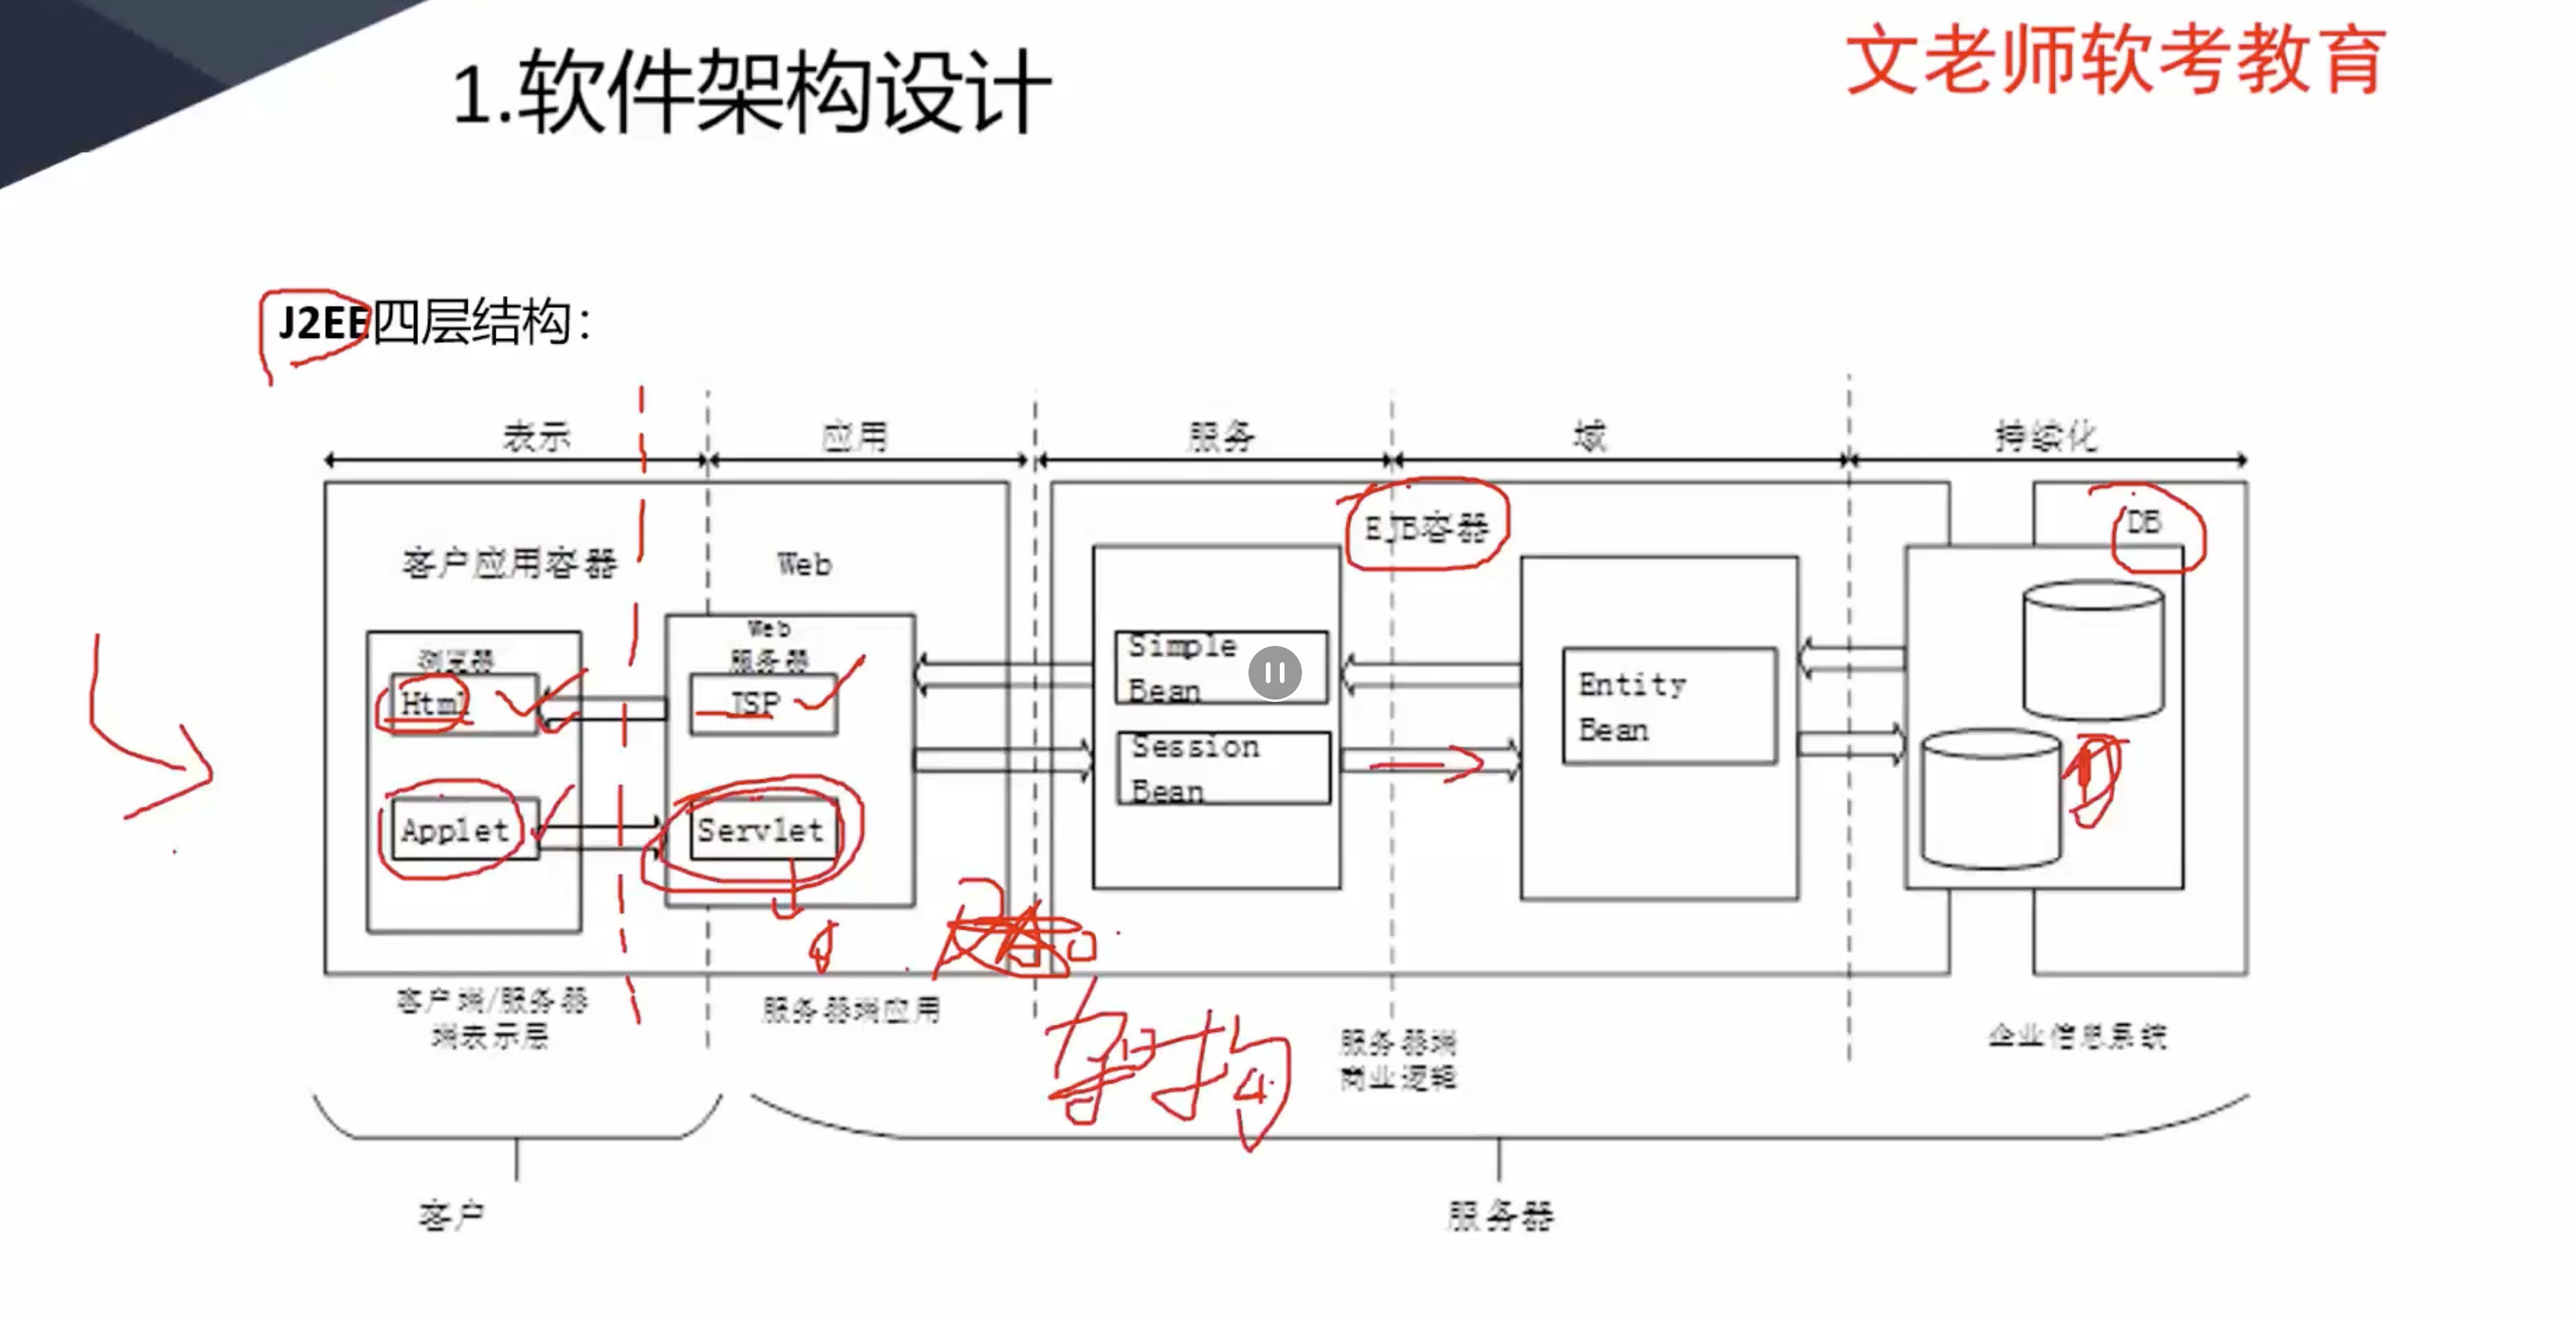 文老师软考教育
1.软件架构设计
J2EE四层结构：
表示
应用
服务
域
持续化
客户应用容器
Web
EJB容器
DB
浏览器
Html
Applet
Web
服务器
JSP
Servlet
Simple
Bean
Session
Bean
Entity
Bean
客户端/服务器
端表示层
服务器端应用
架构
服务器端
商业逻辑
企业信息系统
客户
服务器